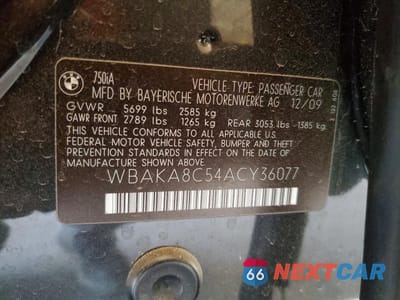 BMW
750iA
VEHICLE TYPE: PASSENGER CAR
MFD BY BAYERISCHE MOTORENWERKE AG 12/09
GVWR 5699 lbs 2585 kg
GAWR FRONT 2789 lbs 1265 kg REAR 3053 lbs -1385 kg
THIS VEHICLE CONFORMS TO ALL APPLICABLE U.S.
FEDERAL MOTOR VEHICLE SAFETY, BUMPER AND THEFT
PREVENTION STANDARDS IN EFFECT ON THE DATE OF
MANUFACTURE SHOWN ABOVE.
WBAKA8C54ACY36077
66 NEXTCAR